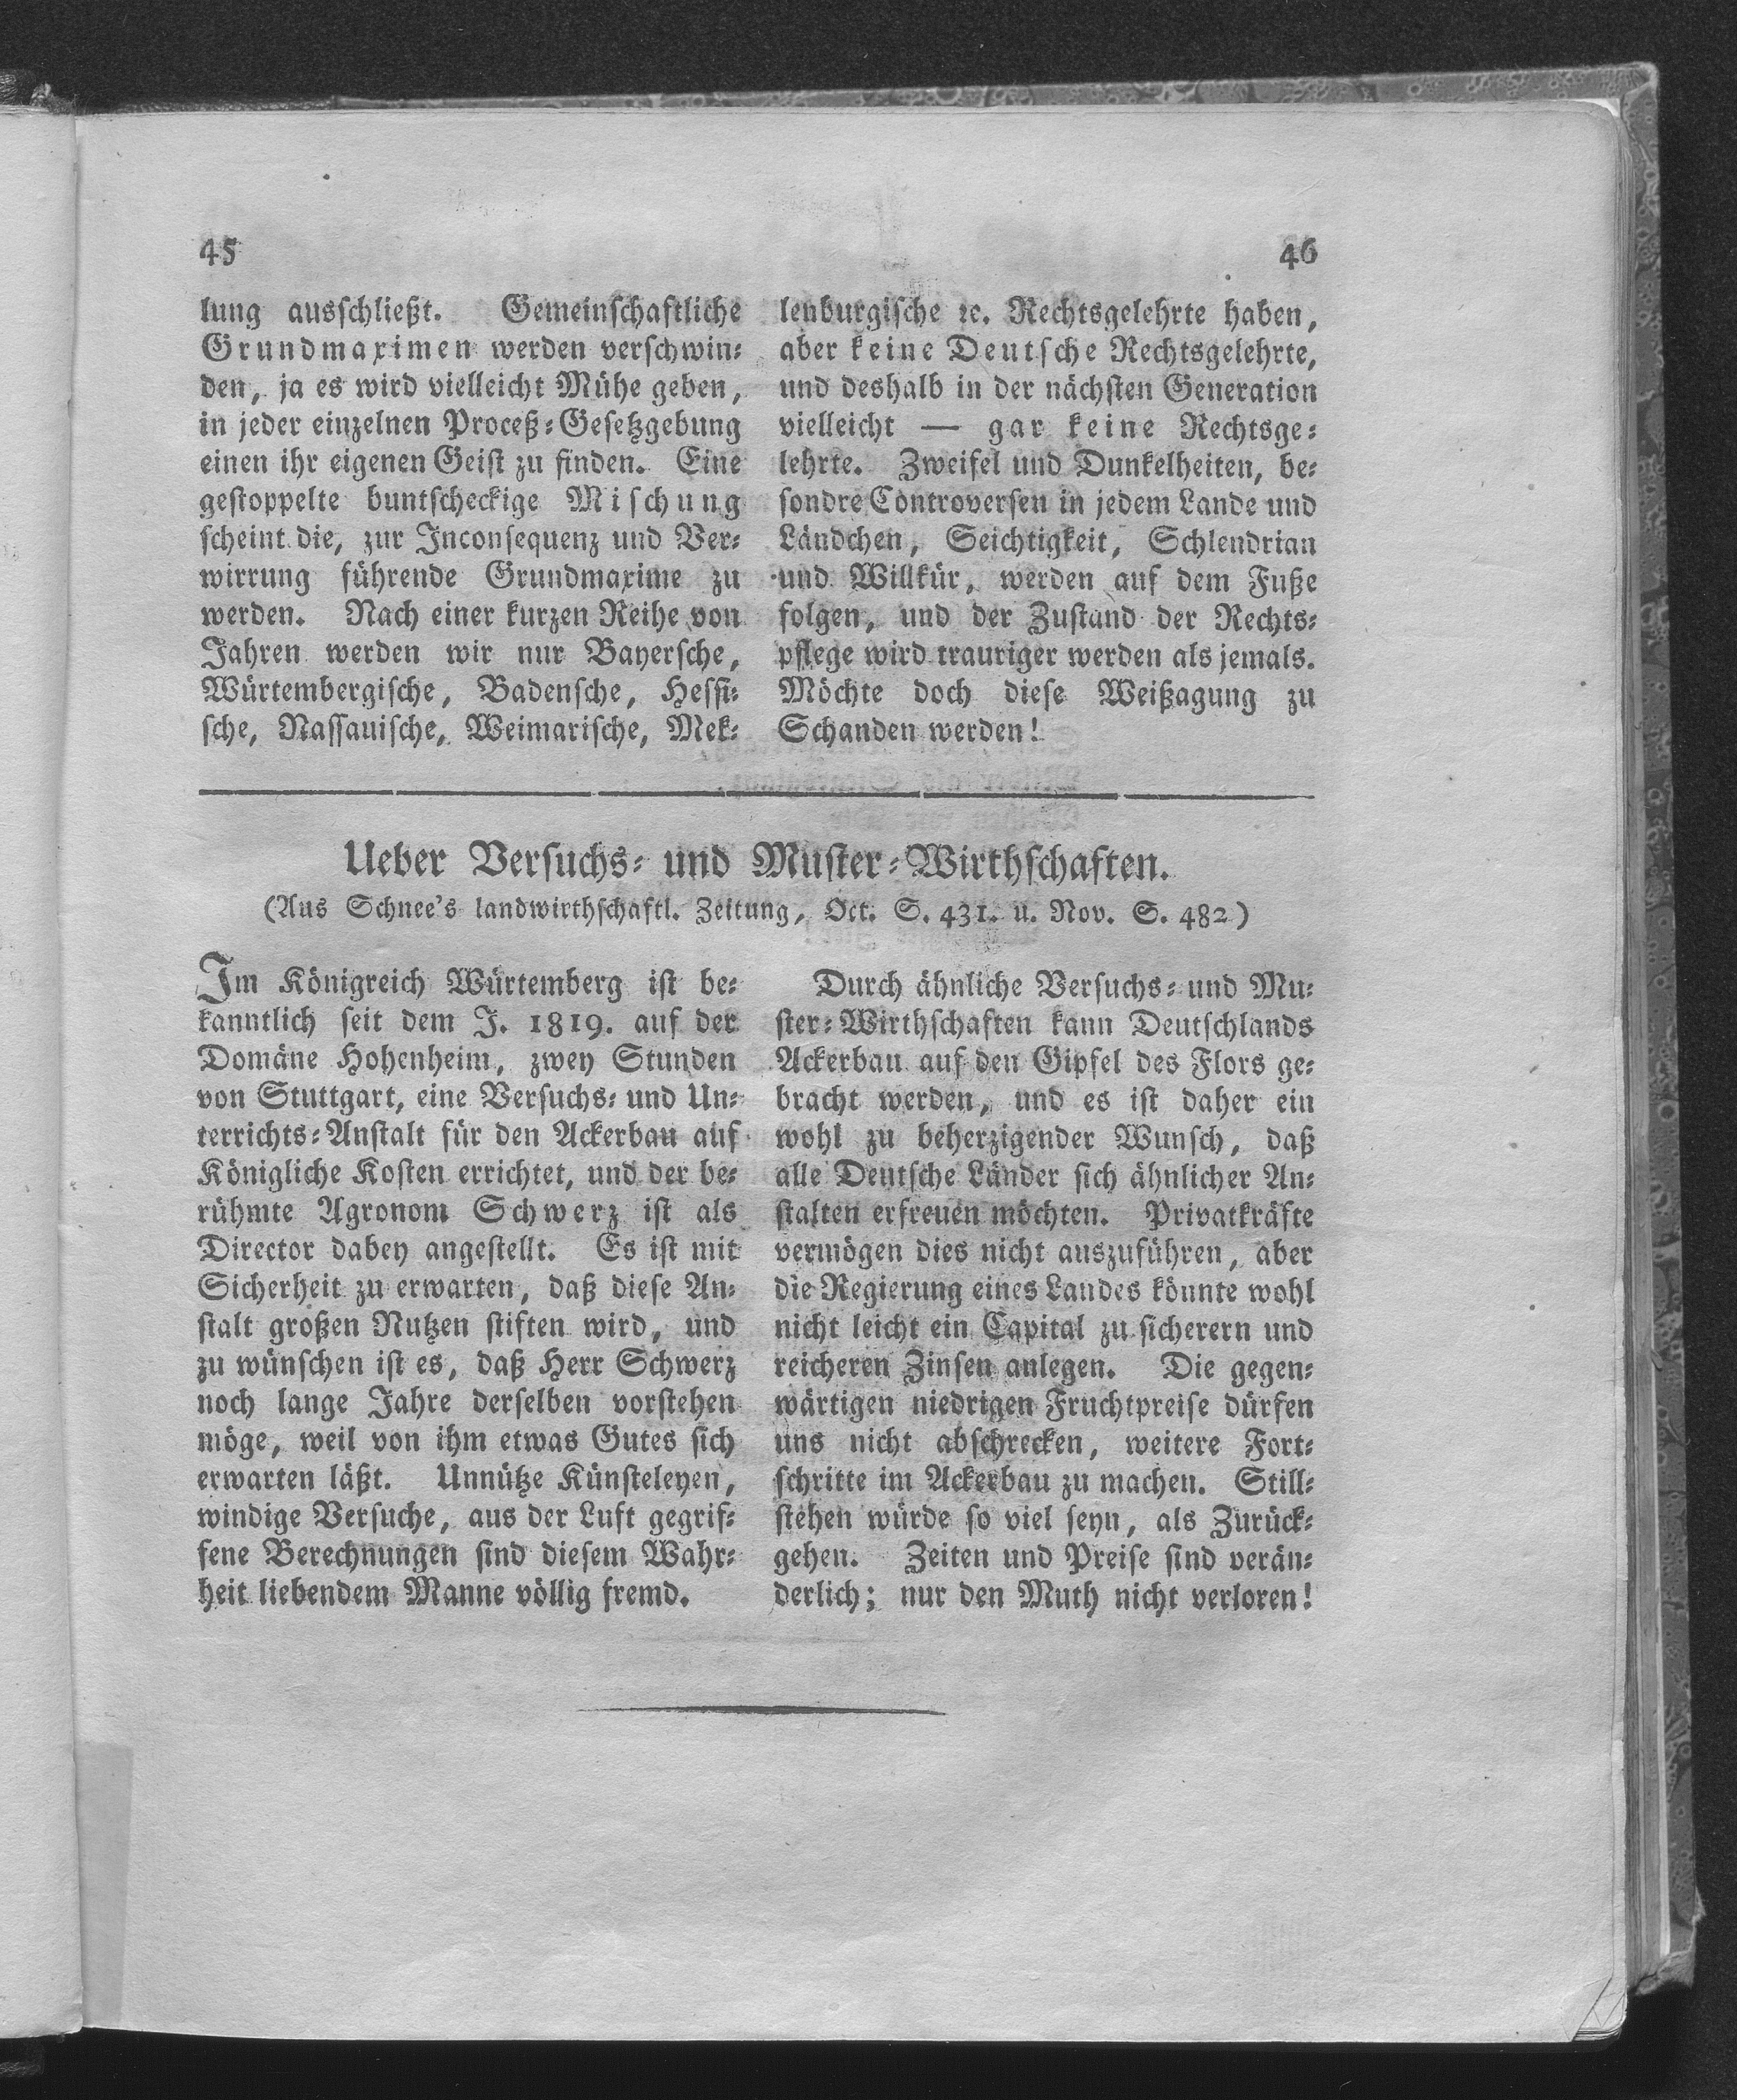 45
lung ausschließt. Gemeinschaftliche
Grundmaximen werden verschwin-
den, ja es wird vielleicht Mühe geben,
in jeder einzelnen Proceß-Gesetzgebung
einen ihr eigenen Geist zu finden. Eine
gestoppelte buntscheckige Mischung
scheint die, zur Inconsequenz und Ver-
wirrung führende Grundmaxime zu
werden. Nach einer kurzen Reihe von
Jahren werden wir nur Bayersche,
Würtembergische, Badensche, Hessi-
sche, Nassauische, Weimarische, Mek-
46
lenburgische ꝛc. Rechtsgelehrte haben,
aber keine Deutsche Rechtsgelehrte,
und deshalb in der nächsten Generation
vielleicht — gar keine Rechtsge-
lehrte. Zweifel und Dunkelheiten, be-
sondre Controversen in jedem Lande und
Ländchen, Seichtigkeit, Schlendrian
und Willkür, werden auf dem Fuße
folgen, und der Zustand der Rechts-
pflege wird trauriger werden als jemals.
Möchte doch diese Weißagung zu
Schanden werden!
Ueber Versuchs- und Muster-Wirthschaften.
(Aus Schnee's landwirthschaftl. Zeitung, Oct. S. 431. u. Nov. S. 482)
Im Königreich Würtemberg ist be-
kanntlich seit dem J. 1819. auf der
Domäne Hohenheim, zwey Stunden
von Stuttgart, eine Versuchs- und Un-
terrichts-Anstalt für den Ackerbau auf
Königliche Kosten errichtet, und der be-
rühmte Agronom Schwerz ist als
Director dabey angestellt. Es ist mit
Sicherheit zu erwarten, daß diese An-
stalt großen Nutzen stiften wird, und
zu wünschen ist es, daß Herr Schwerz
noch lange Jahre derselben vorstehen
möge, weil von ihm etwas Gutes sich
erwarten läßt. Unnütze Künsteleyen,
windige Versuche, aus der Luft gegrif-
fene Berechnungen sind diesem Wahr-
heit liebendem Manne völlig fremd.
Durch ähnliche Versuchs- und Mu-
ster-Wirthschaften kann Deutschlands
Ackerbau auf den Gipfel des Flors ge-
bracht werden, und es ist daher ein
wohl zu beherzigender Wunsch, daß
alle Deutsche Länder sich ähnlicher An-
stalten erfreuen möchten. Privatkräfte
vermögen dies nicht auszuführen, aber
die Regierung eines Landes könnte wohl
nicht leicht ein Capital zu sicherern und
reicheren Zinsen anlegen. Die gegen-
wärtigen niedrigen Fruchtpreise dürfen
uns nicht abschrecken, weitere Fort-
schritte im Ackerbau zu machen. Still-
stehen würde so viel seyn, als Zurück-
gehen. Zeiten und Preise sind verän-
derlich; nur den Muth nicht verloren!